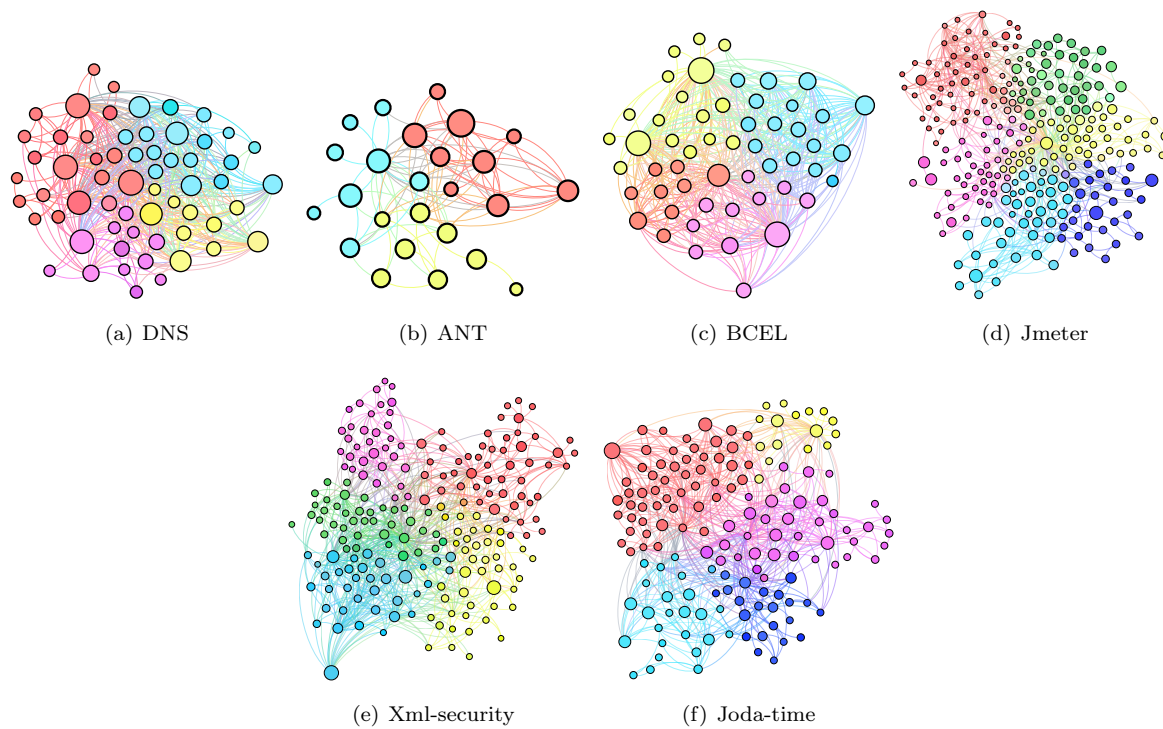 (a) DNS
(b) ANT
(c) BCEL
(d) Jmeter
(e) Xml-security
(f) Joda-time